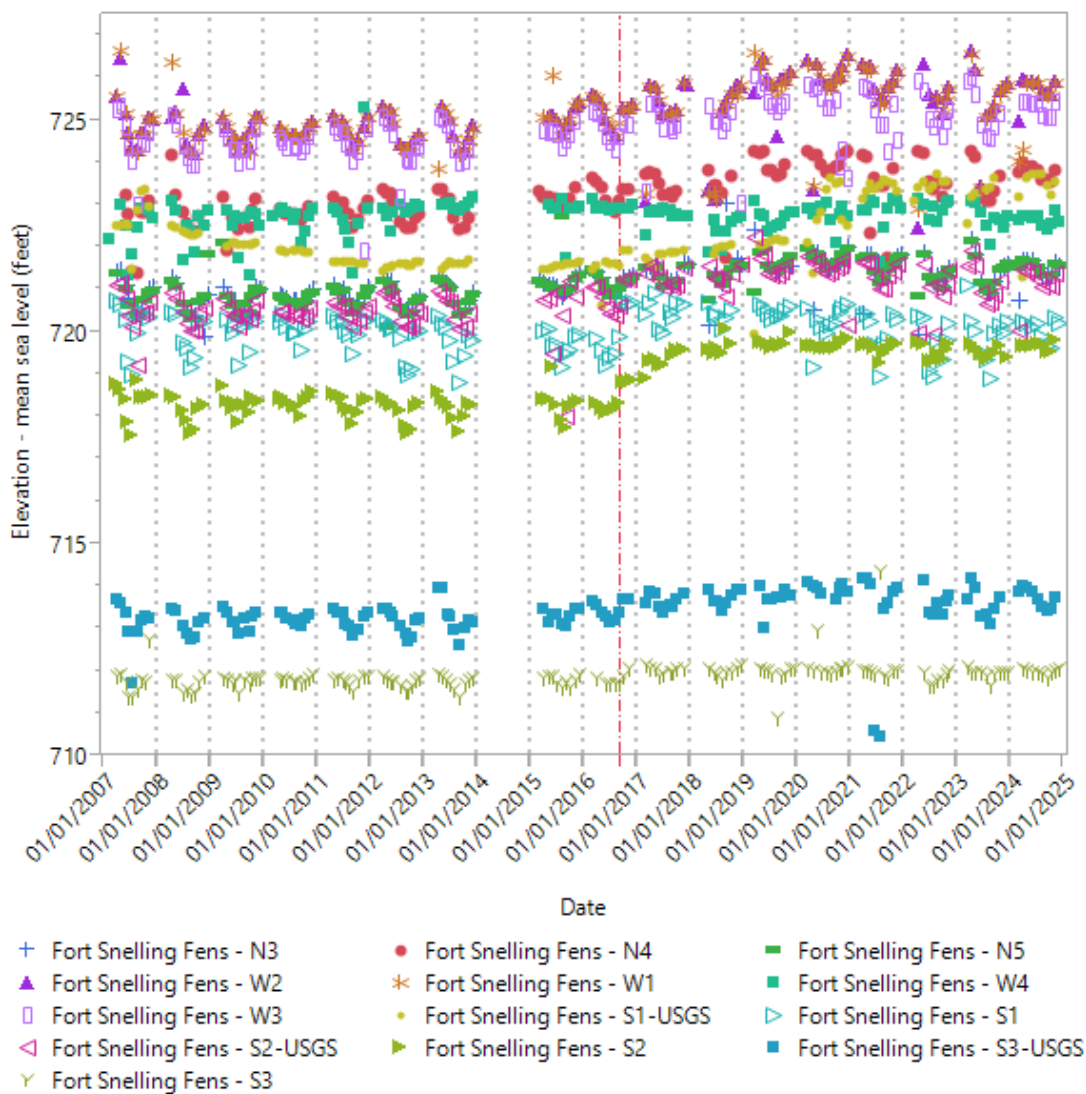 725
720
715
710
Elevation - mean sea level (feet)
01/01/2007
01/01/2008
01/01/2009
01/01/2010
01/01/2011
01/01/2012
01/01/2013
01/01/2014
01/01/2015
01/01/2016
01/01/2017
01/01/2018
01/01/2019
01/01/2020
01/01/2021
01/01/2022
01/01/2023
01/01/2024
01/01/2025
Date
Fort Snelling Fens - N3
Fort Snelling Fens - N4
Fort Snelling Fens - N5
Fort Snelling Fens - W2
Fort Snelling Fens - W1
Fort Snelling Fens - W4
Fort Snelling Fens - W3
Fort Snelling Fens - S1-USGS
Fort Snelling Fens - S1
Fort Snelling Fens - S2-USGS
Fort Snelling Fens - S2
Fort Snelling Fens - S3-USGS
Fort Snelling Fens - S3